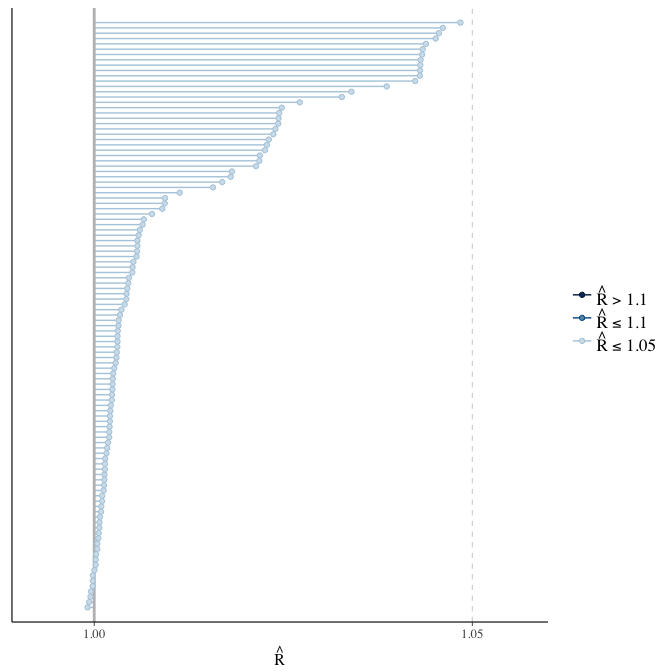 R̂ > 1.1
R̂ ≤ 1.1
R̂ ≤ 1.05
1.00 1.05
R̂